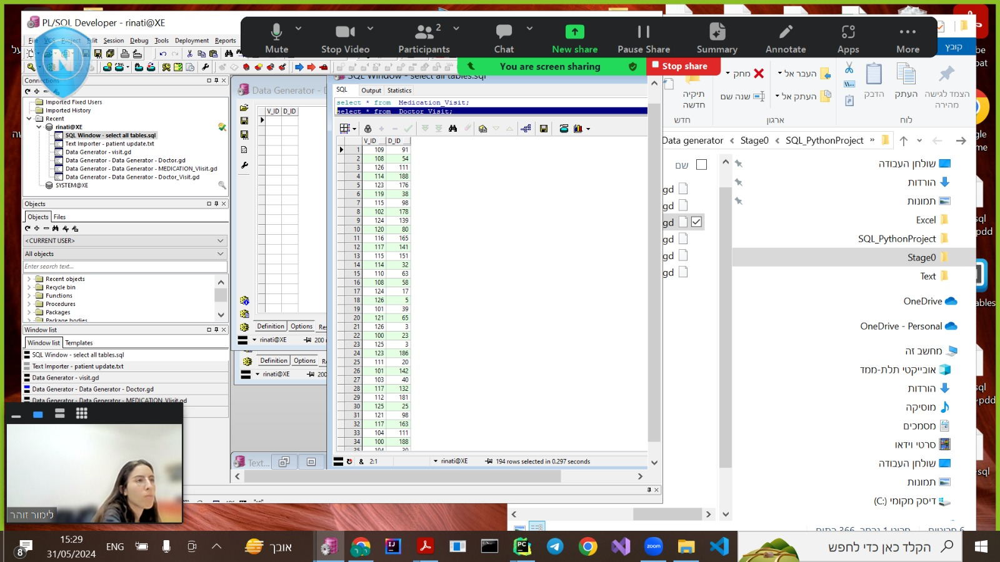 PL/SQL Developer - rinati@XE
Mute
Stop Video
2
Participants
Chat
New share
Pause Share
Summary
Annotate
Apps
More
You are screen sharing
Stop share
VCS
Project
Edit
Session
Debug
Tools
Deployment
Reports
Connections
Imported Fixed Users
Imported History
Recent
rinati@XE
SQL Window - select all tables.sql
Text Importer - patient update.txt
Data Generator - visit.gd
Data Generator - Data Generator - Doctor.gd
Data Generator - Data Generator - MEDICATION_VIisit.gd
Data Generator - Data Generator - Doctor_Visit.gd
SYSTEM@XE
Objects
Objects Files
<CURRENT USER>
All objects
Enter search text...
Recent objects
Recycle bin
Functions
Procedures
Packages
Package bodies
Window list
Window list Templates
SQL Window - select all tables.sql
Text Importer - patient update.txt
Data Generator - visit.gd
Data Generator - Data Generator - Doctor.gd
Data Generator - Data Generator - MEDICATION_VIisit.gd
לימור זוהר
Data Generator - D
V_ID D_ID
Definition Options Res
rinati@XE 200
Definition Options R
rinati@XE 200
Text...
SQL Window - select all tables.sql
SQL Output Statistics
select * from Medication_Visit;
select * from Doctor_Visit;
V_ID D_ID
1 109 91
2 108 54
3 126 111
4 114 188
5 123 176
6 119 38
7 115 98
8 102 178
9 124 139
10 120 80
11 116 165
12 117 141
13 115 151
14 114 32
15 110 63
16 108 58
17 124 17
18 126 5
19 101 39
20 121 65
21 126 3
22 100 23
23 125 3
24 123 186
25 111 20
26 101 142
27 103 40
28 117 132
29 112 181
30 125 25
31 121 98
32 117 163
33 104 111
34 100 188
35 104 20
& 2:1 rinati@XE 194 rows selected in 0.297 seconds
קובץ
הצמד לגישה
מהירה
העתק
הדבק
לוח
העבר אל
העתק אל
מחק
שנה שם
ארגון
תיקיה
חדשה
חדש
Data generator < Stage0 < SQL_PythonProject »
שם
gd
gd
gd
gd
gd
gd
שולחן העבודה
הורדות
תמונות
Excel
SQL_PythonProject
Stage0
Text
OneDrive
OneDrive - Personal
מחשב זה
אובייקטי תלת-ממד
הורדות
מוסיקה
מסמכים
סרטי וידאו
שולחן העבודה
תמונות
דיסק מקומי (C:)
15:29
31/05/2024
8
ENG
אובך
zoom
הקלד כאן כדי לחפש